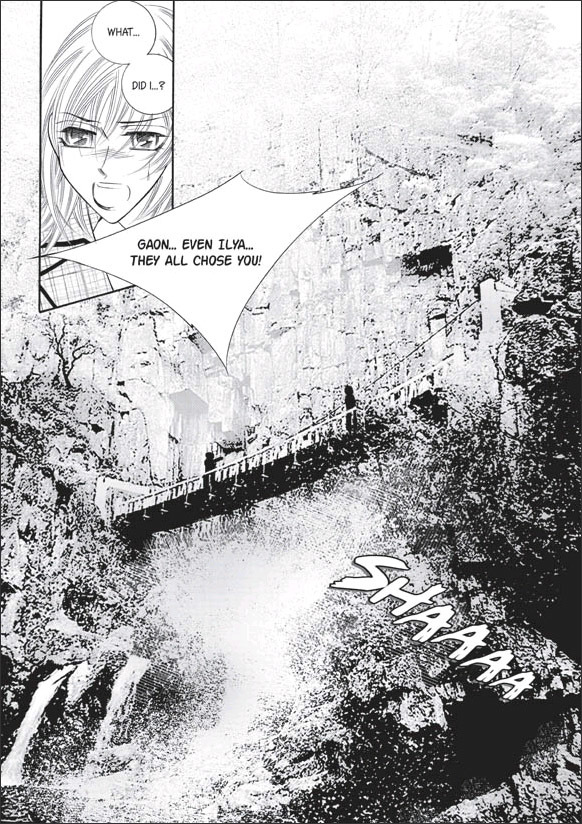 WHAT...
DID I...?
GAON... EVEN ILYA...
THEY ALL CHOSE YOU!
SHAAAAA